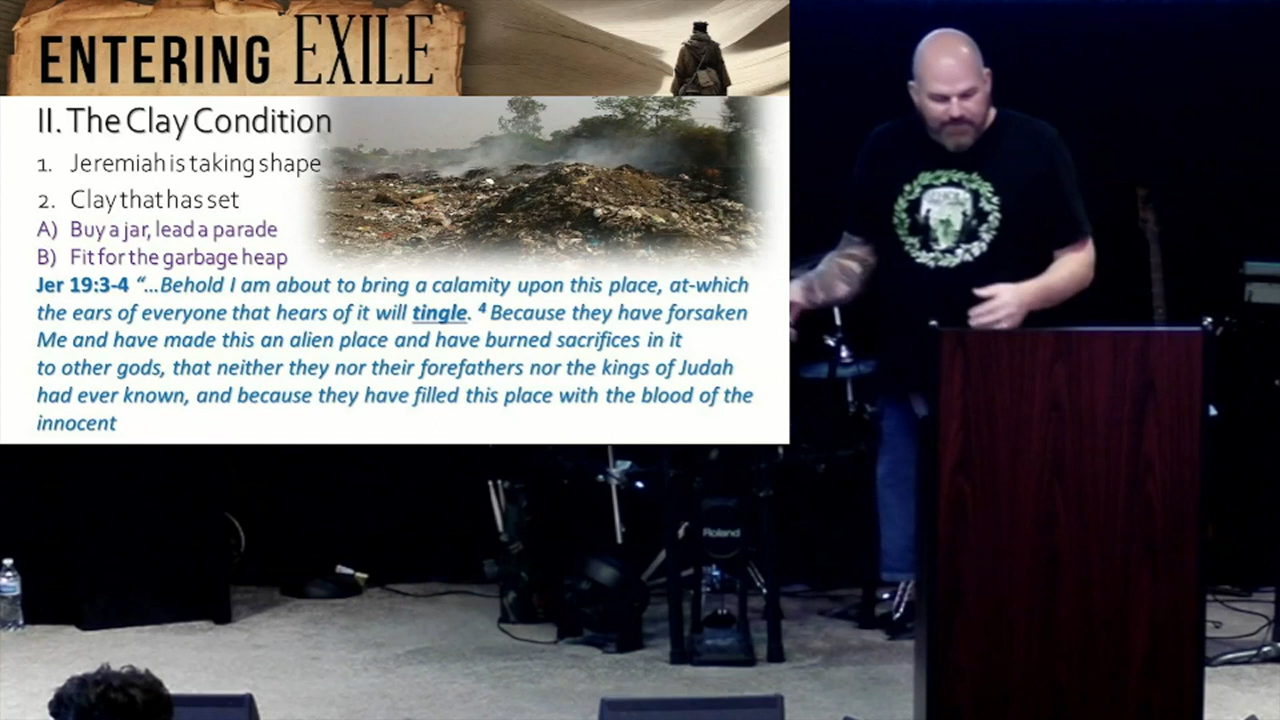 ENTERING EXILE
II. The Clay Condition
1. Jeremiah is taking shape
2. Clay that has set
A) Buy a jar, lead a parade
B) Fit for the garbage heap
Jer 19:3-4 “…Behold I am about to bring a calamity upon this place, at-which
the ears of everyone that hears of it will tingle. ⁴ Because they have forsaken
Me and have made this an alien place and have burned sacrifices in it
to other gods, that neither they nor their forefathers nor the kings of Judah
had ever known, and because they have filled this place with the blood of the
innocent
Roland